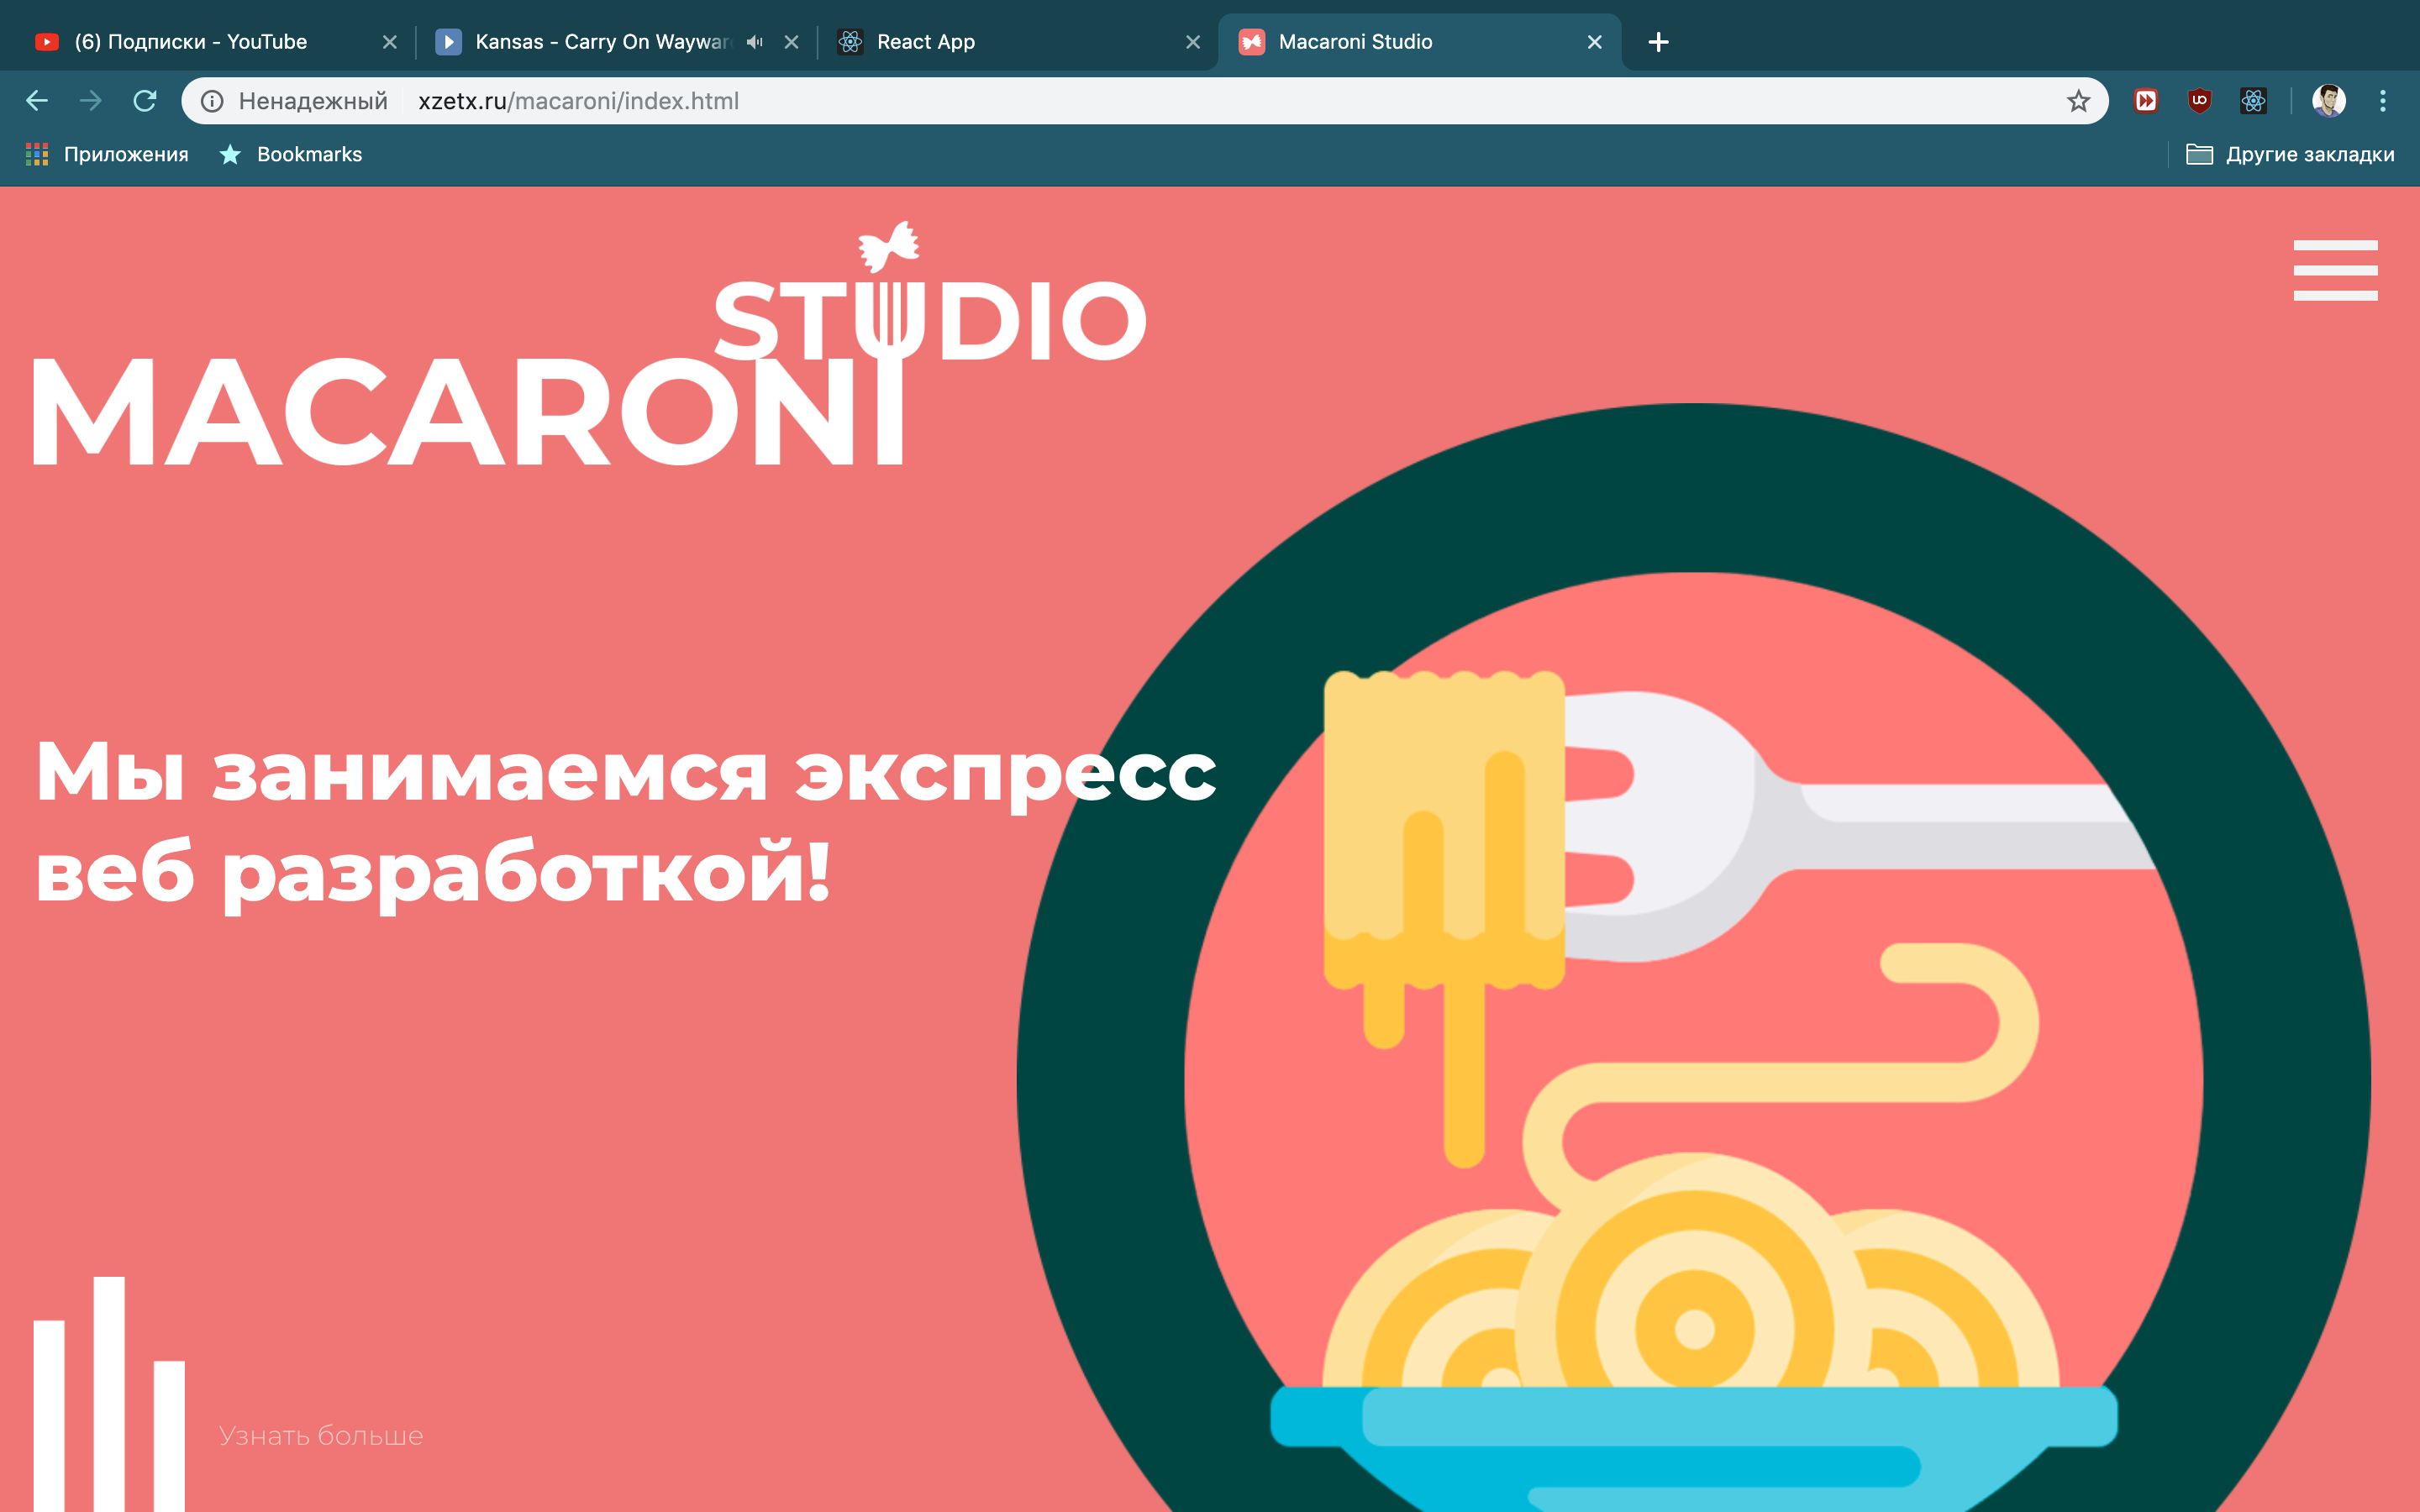 (6) Подписки - YouTube
Kansas - Carry On Waywar
React App
Macaroni Studio
Ненадежный
xzetx.ru/macaroni/index.html
Приложения
Bookmarks
Другие закладки
STUDIO
MACARONI
Мы занимаемся экспресс
веб разработкой!
Узнать больше